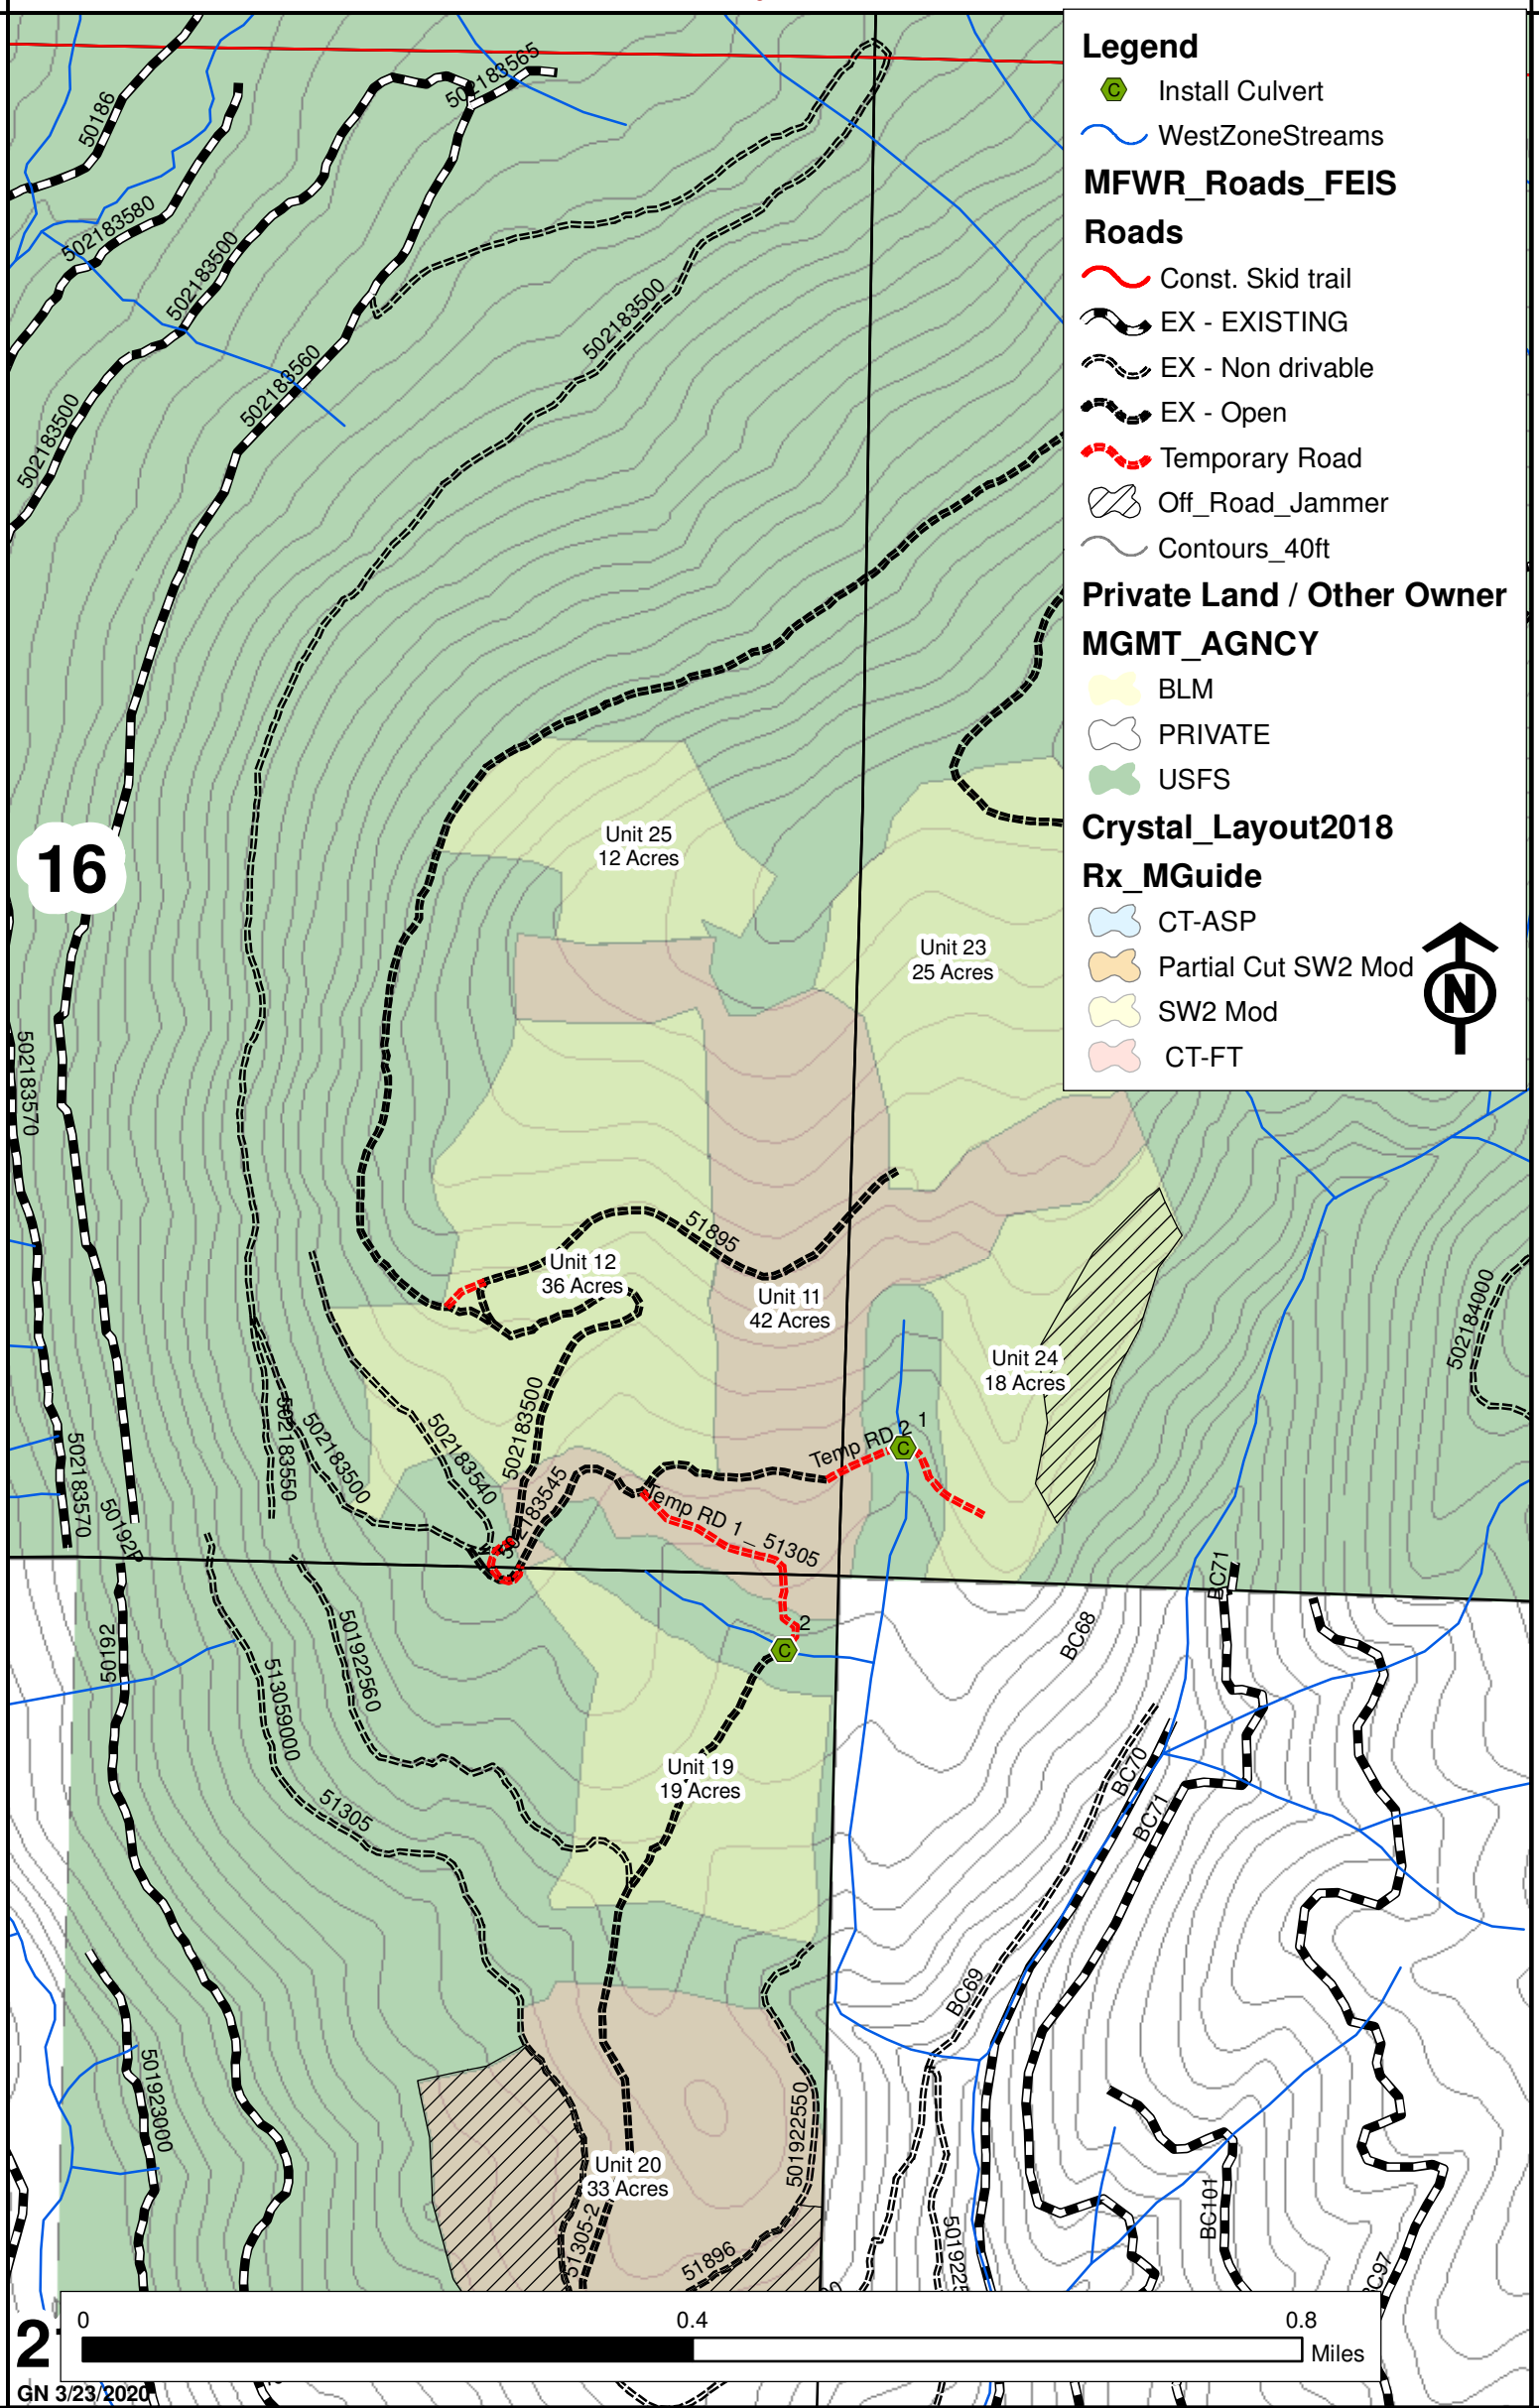 Legend
C Install Culvert
WestZoneStreams
MFWR_Roads_FEIS
Roads
Const. Skid trail
EX - EXISTING
EX - Non drivable
EX - Open
Temporary Road
Off_Road_Jammer
Contours_40ft
Private Land / Other Owner
MGMT_AGNCY
BLM
PRIVATE
USFS
Crystal_Layout2018
Rx_MGuide
CT-ASP
Partial Cut SW2 Mod
SW2 Mod
CT-FT
N
50186
502183565
502183580
502183500
502183500
502183560
502183500
16
Unit 25
12 Acres
Unit 23
25 Acres
502183570
51895
Unit 12
36 Acres
Unit 11
42 Acres
Unit 24
18 Acres
502184000
502183500
502183540
502183500
502183550
502183570
50192P
502183545
Temp RD 2
1
C
Temp RD 1 _ 51305
2
C
BC71
BC68
50192
501922560
513059000
51305
Unit 19
19 Acres
BC70
BC71
BC69
501923000
501922550
Unit 20
33 Acres
51305-2
51896
BC101
BC97
0
0.4
0.8
Miles
GN 3/23/2020